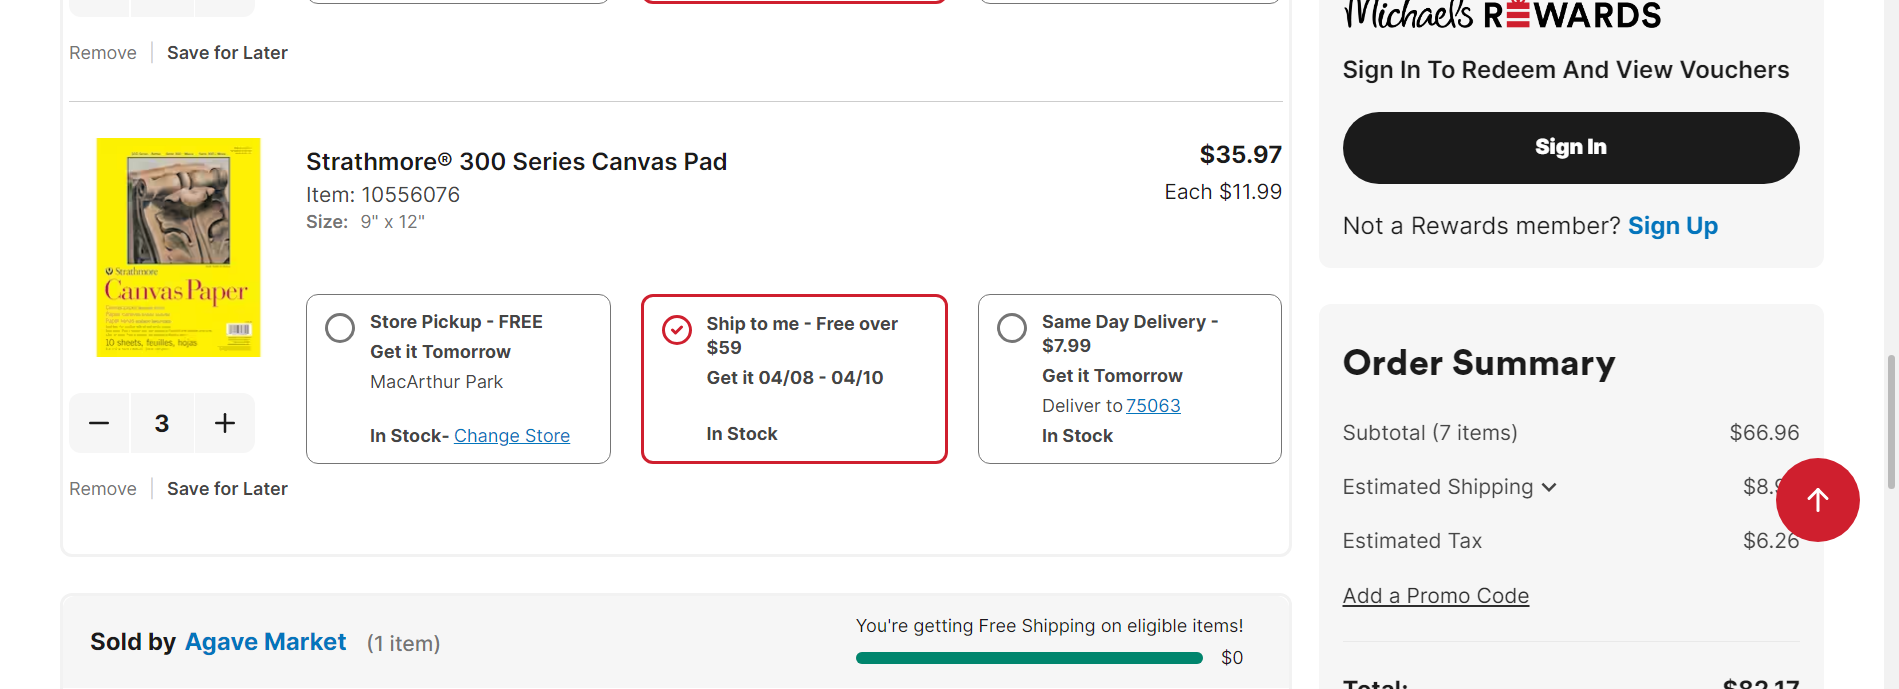 Remove
Save for Later
Strathmore® 300 Series Canvas Pad
$35.97
Item: 10556076
Each $11.99
Size: 9" x 12"
Strathmore
Canvas Paper
10 sheets, feuilles, hojas
Store Pickup - FREE
Get it Tomorrow
MacArthur Park
In Stock- Change Store
Ship to me - Free over
$59
Get it 04/08 - 04/10
In Stock
Same Day Delivery -
$7.99
Get it Tomorrow
Deliver to 75063
In Stock
3
Remove
Save for Later
Sold by Agave Market (1 item)
You're getting Free Shipping on eligible items!
$0
Michaels REWARDS
Sign In To Redeem And View Vouchers
Sign In
Not a Rewards member? Sign Up
Order Summary
Subtotal (7 items) $66.96
Estimated Shipping $8.
Estimated Tax $6.26
Add a Promo Code
Total: $82.17